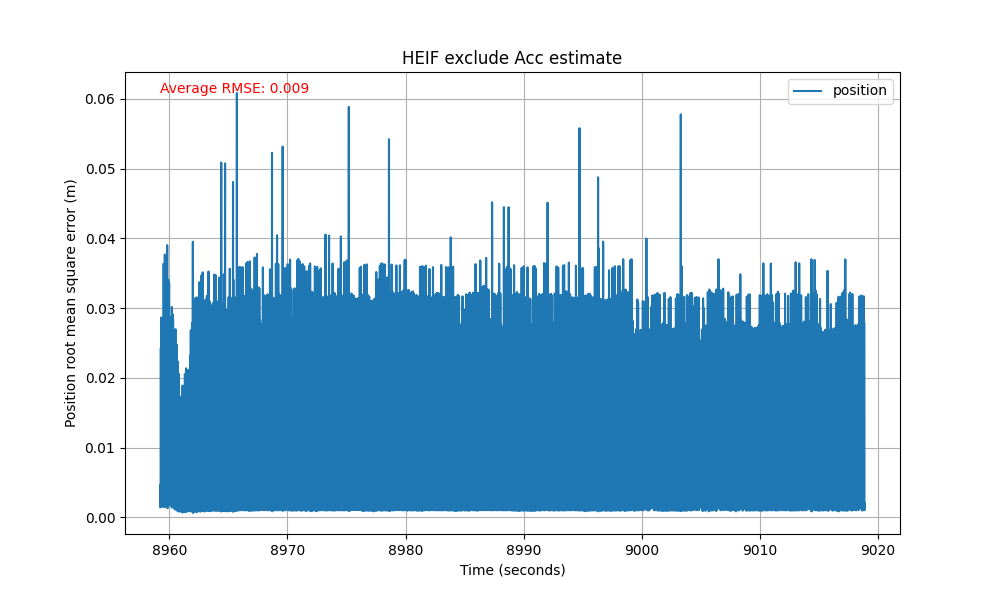 HEIF exclude Acc estimate
Average RMSE: 0.009
position
0.06
0.05
0.04
0.03
0.02
0.01
0.00
Position root mean square error (m)
8960 8970 8980 8990 9000 9010 9020
Time (seconds)